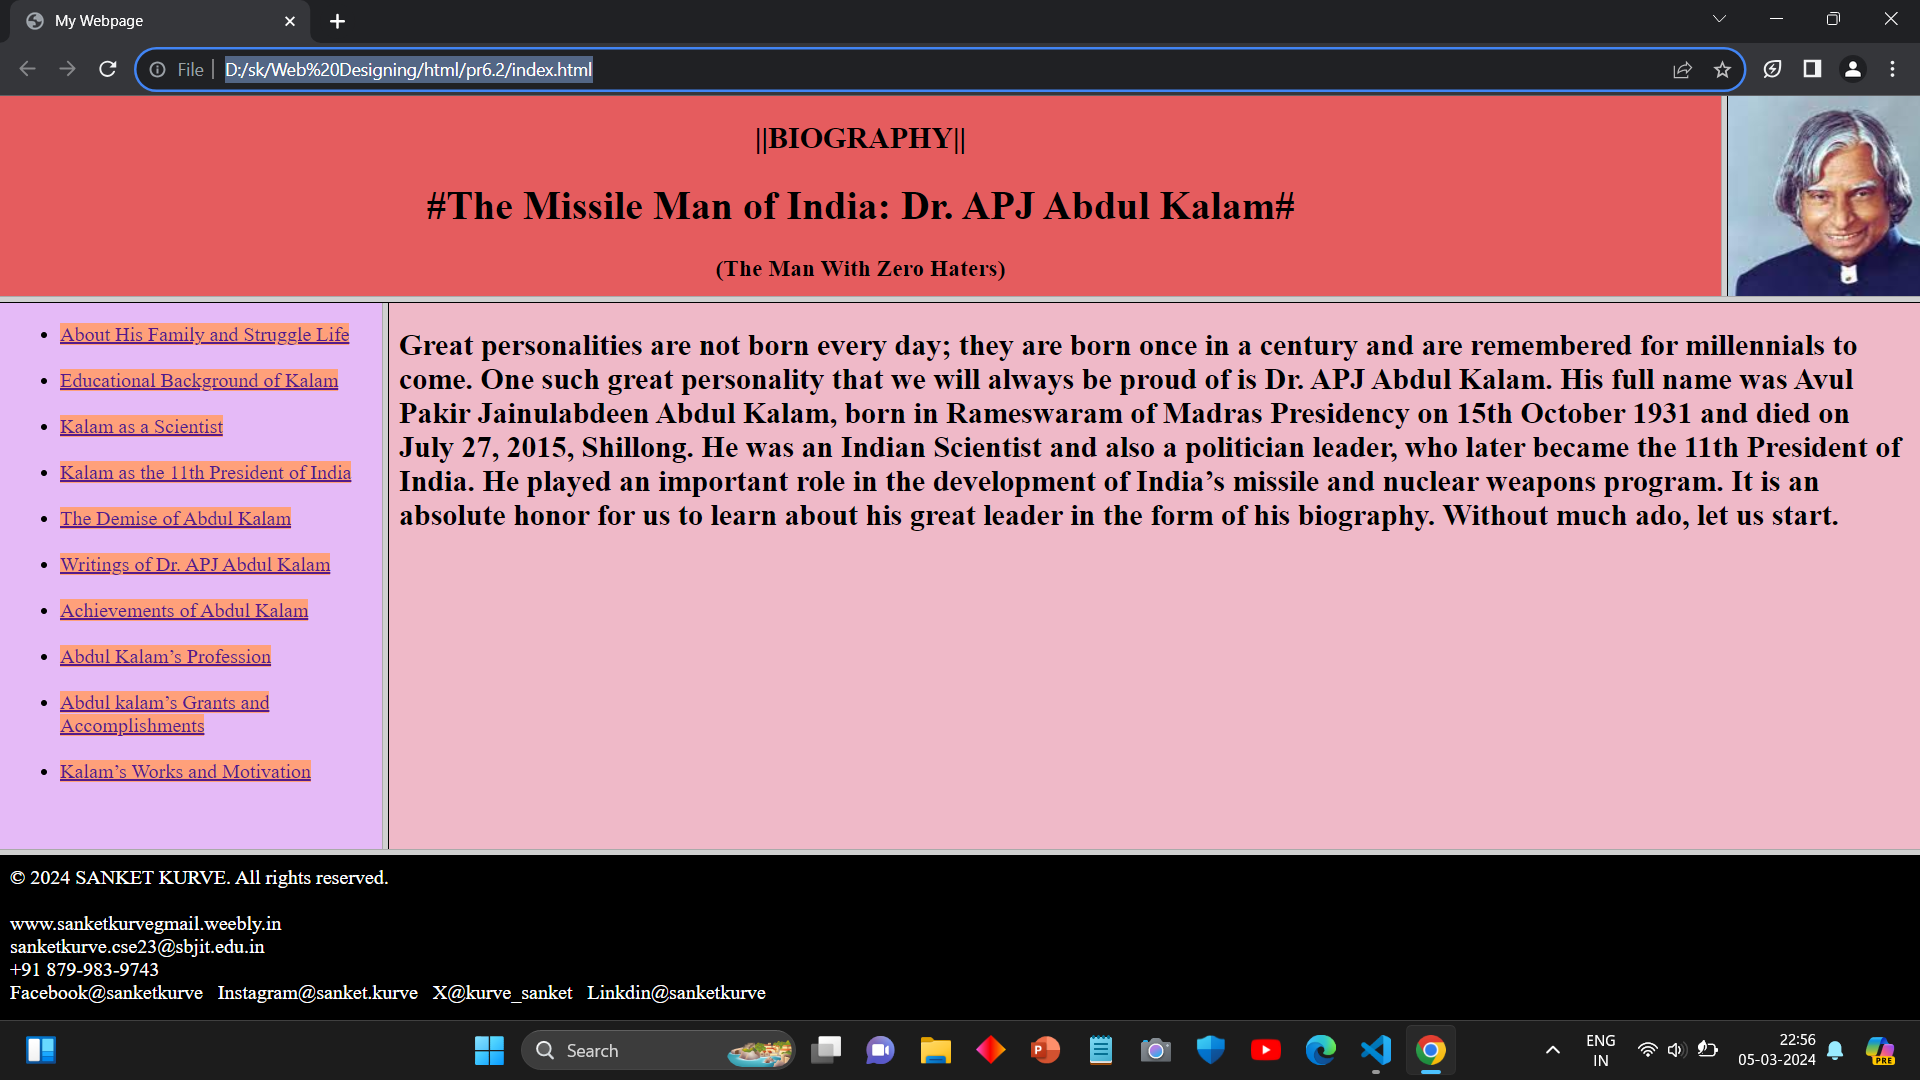 My Webpage
File
D:/sk/Web%20Designing/html/pr6.2/index.html
||BIOGRAPHY||
#The Missile Man of India: Dr. APJ Abdul Kalam#
(The Man With Zero Haters)
About His Family and Struggle Life
Educational Background of Kalam
Kalam as a Scientist
Kalam as the 11th President of India
The Demise of Abdul Kalam
Writings of Dr. APJ Abdul Kalam
Achievements of Abdul Kalam
Abdul Kalam’s Profession
Abdul kalam’s Grants and
Accomplishments
Kalam’s Works and Motivation
Great personalities are not born every day; they are born once in a century and are remembered for millennials to
come. One such great personality that we will always be proud of is Dr. APJ Abdul Kalam. His full name was Avul
Pakir Jainulabdeen Abdul Kalam, born in Rameswaram of Madras Presidency on 15th October 1931 and died on
July 27, 2015, Shillong. He was an Indian Scientist and also a politician leader, who later became the 11th President of
India. He played an important role in the development of India’s missile and nuclear weapons program. It is an
absolute honor for us to learn about his great leader in the form of his biography. Without much ado, let us start.
© 2024 SANKET KURVE. All rights reserved.
www.sanketkurvegmail.weebly.in
sanketkurve.cse23@sbjit.edu.in
+91 879-983-9743
Facebook@sanketkurve Instagram@sanket.kurve X@kurve_sanket Linkdin@sanketkurve
Search
P
ENG
IN
22:56
05-03-2024
PRE